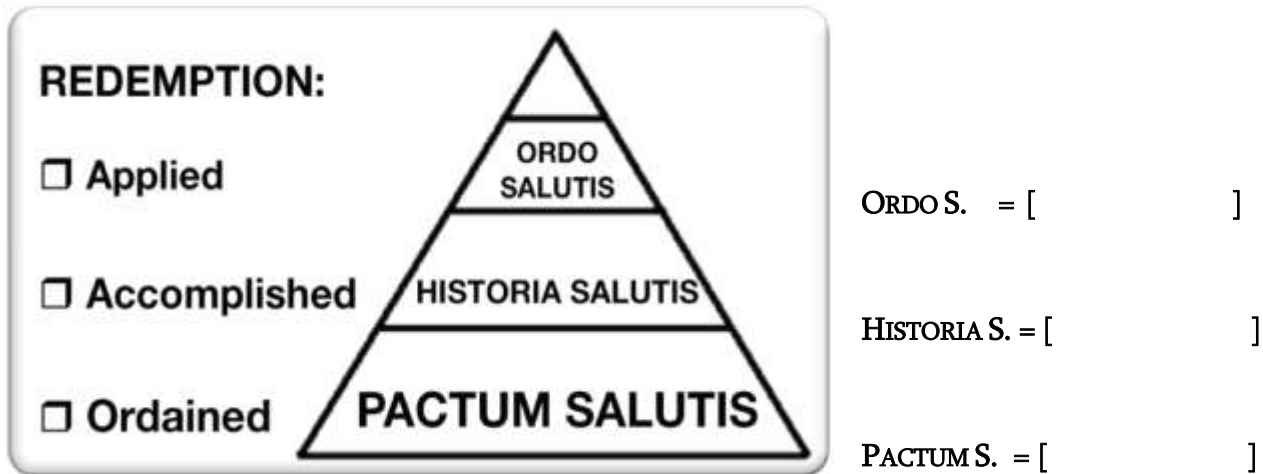 REDEMPTION:
☐ Applied
☐ Accomplished
☐ Ordained
ORDO
SALUTIS
HISTORIA SALUTIS
PACTUM SALUTIS
ORDO S. = [ ]
HISTORIA S. = [ ]
PACTUM S. = [ ]